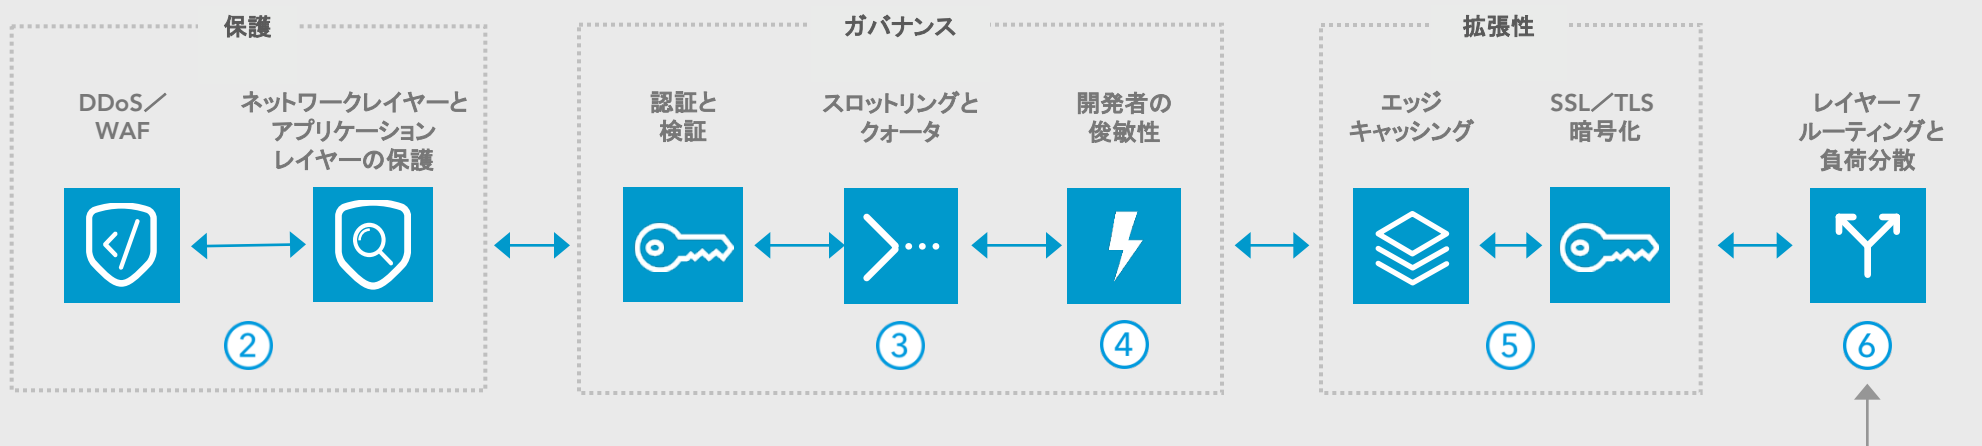 保護
DDoS／
WAF
ネットワークレイヤーと
アプリケーション
レイヤーの保護
2
ガバナンス
認証と
検証
スロットリングと
クォータ
3
開発者の
俊敏性
4
拡張性
エッジ
キャッシング
SSL／TLS
暗号化
5
レイヤー 7
ルーティングと
負荷分散
6